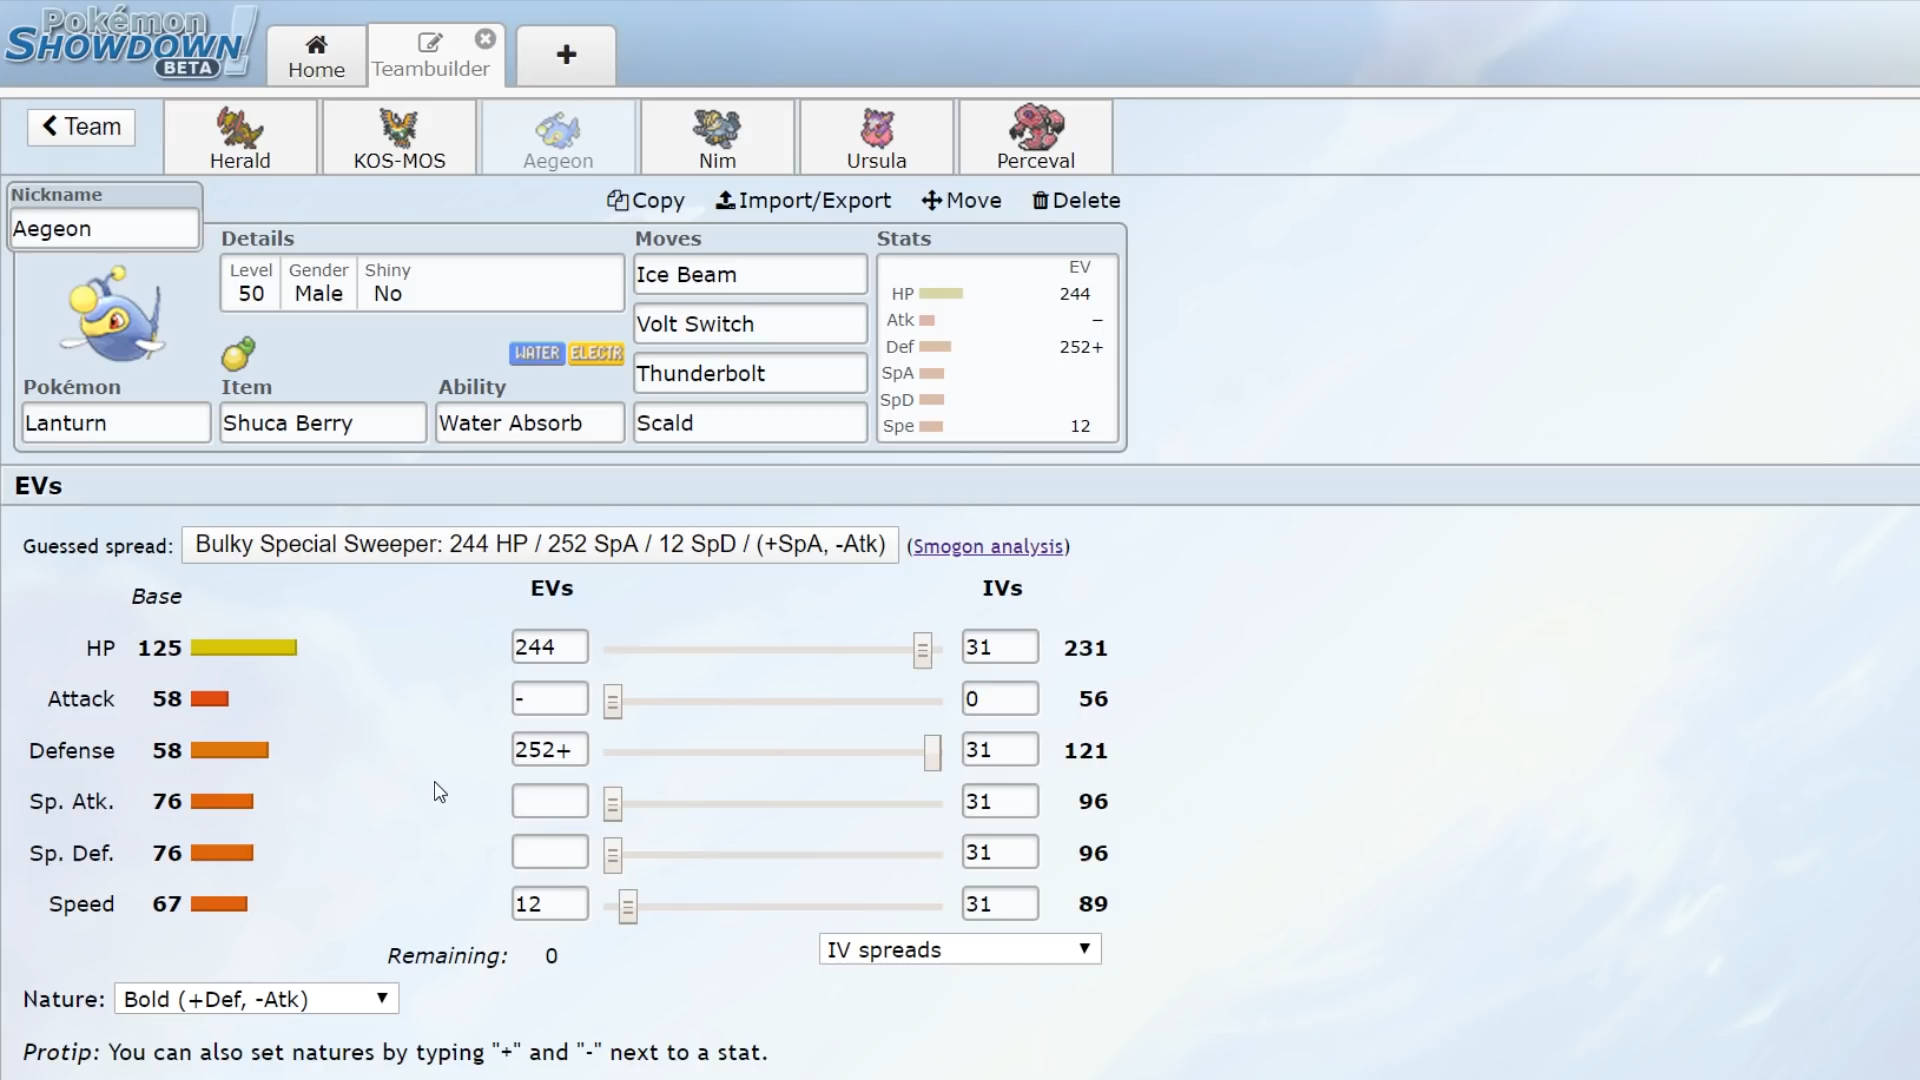 Pokémon
SHOWDOWN!
BETA
Home
Teambuilder
+
Team
Herald
KOS-MOS
Aegeon
Nim
Ursula
Perceval
Nickname
Aegeon
Copy
Import/Export
Move
Delete
Details
Moves
Stats
Level
Gender
Shiny
50
Male
No
Ice Beam
Volt Switch
Thunderbolt
Scald
EV
HP 244
Atk –
Def 252+
SpA
SpD
Spe 12
WATER
ELECTR
Pokémon
Item
Ability
Lanturn
Shuca Berry
Water Absorb
EVs
Guessed spread: Bulky Special Sweeper: 244 HP / 252 SpA / 12 SpD / (+SpA, -Atk) (Smogon analysis)
Base EVs IVs
HP 125 244 31 231
Attack 58 - 0 56
Defense 58 252+ 31 121
Sp. Atk. 76 31 96
Sp. Def. 76 31 96
Speed 67 12 31 89
Remaining: 0
IV spreads
Nature: Bold (+Def, -Atk)
Protip: You can also set natures by typing "+" and "-" next to a stat.